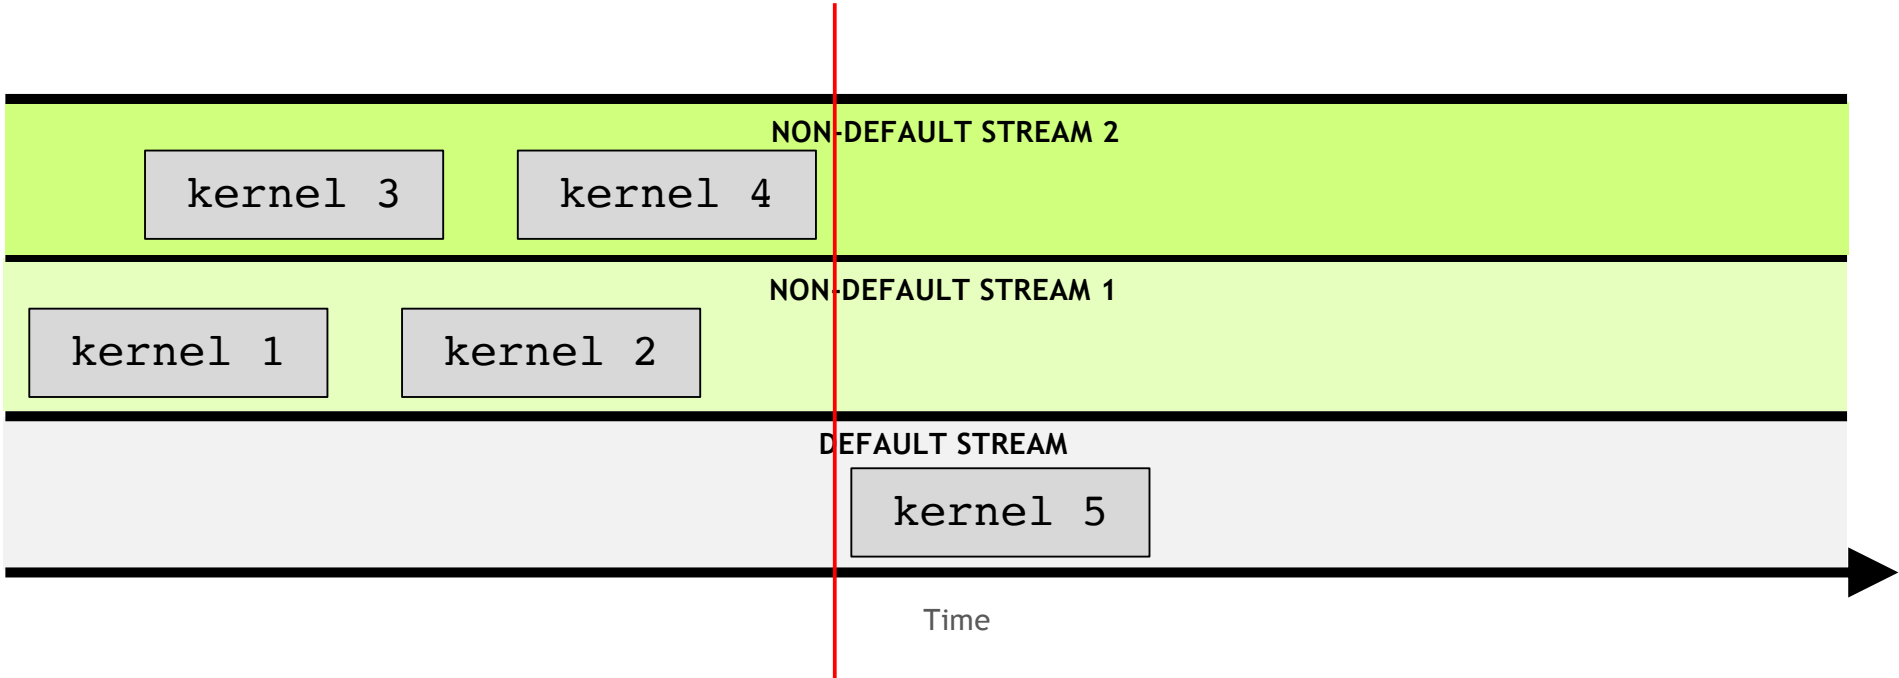 NON-DEFAULT STREAM 2
kernel 3
kernel 4
NON-DEFAULT STREAM 1
kernel 1
kernel 2
DEFAULT STREAM
kernel 5
Time